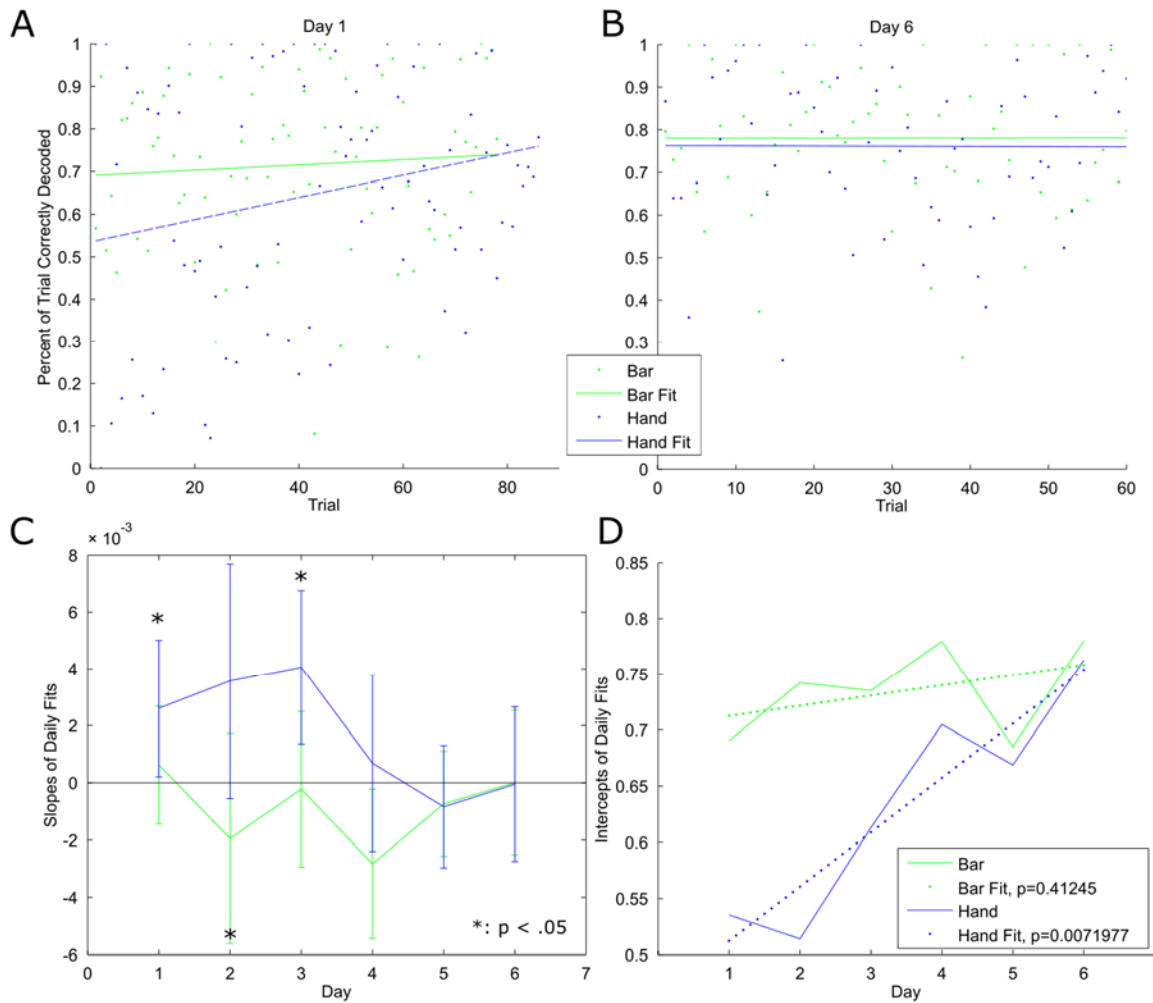 A
Day 1
Percent of Trial Correctly Decoded
1
0.9
0.8
0.7
0.6
0.5
0.4
0.3
0.2
0.1
0
0 20 40 60 80
Trial
B
Day 6
1
0.9
0.8
0.7
0.6
0.5
0.4
0.3
0
0 10 20 30 40 50 60
Trial
Bar
Bar Fit
Hand
Hand Fit
C
× 10⁻³
Slopes of Daily Fits
8
6
4
2
0
-2
-4
-6
*
*
*
*: p < .05
0 1 2 3 4 5 6 7
Day
D
Intercepts of Daily Fits
0.85
0.8
0.75
0.7
0.65
0.6
0.55
0.5
1 2 3 4 5 6
Day
Bar
Bar Fit, p=0.41245
Hand
Hand Fit, p=0.0071977